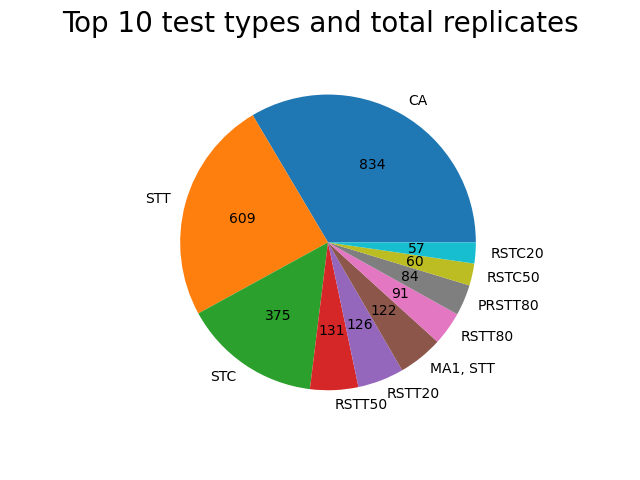 Top 10 test types and total replicates
CA
834
STT
609
STC
375
RSTT50
131
RSTT20
126
MA1, STT
122
RSTT80
91
PRSTT80
84
RSTC50
60
RSTC20
57